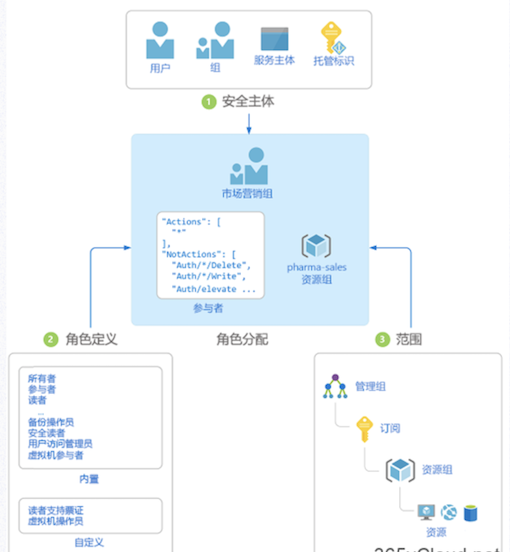 用户
组
服务主体
托管标识
1 安全主体
市场营销组
"Actions": [
"*"
],
"NotActions": [
"Auth/*/Delete",
"Auth/*/Write",
"Auth/elevate ...
参与者
pharma-sales
资源组
角色分配
2 角色定义
所有者
参与者
读者
...
备份操作员
安全读者
用户访问管理员
虚拟机参与者
内置
读者支持票证
虚拟机操作员
自定义
3 范围
管理组
订阅
资源组
资源